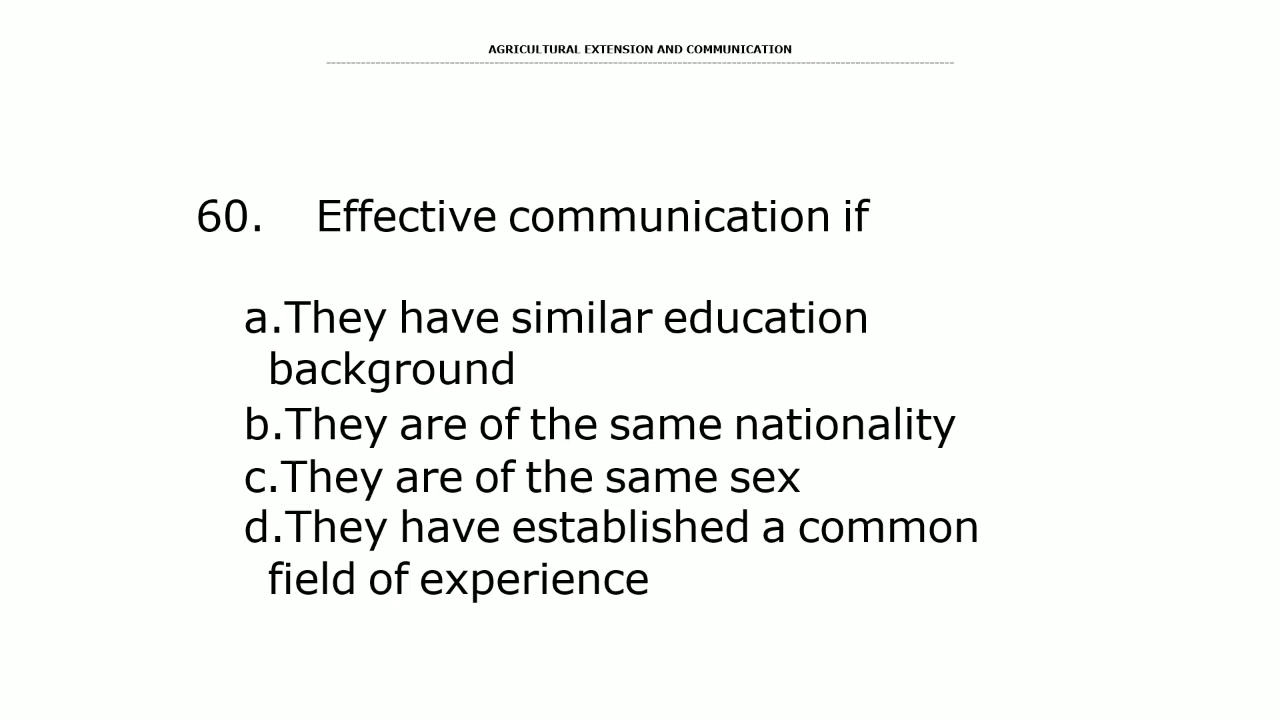 AGRICULTURAL EXTENSION AND COMMUNICATION
60. Effective communication if
a.They have similar education
background
b.They are of the same nationality
c.They are of the same sex
d.They have established a common
field of experience